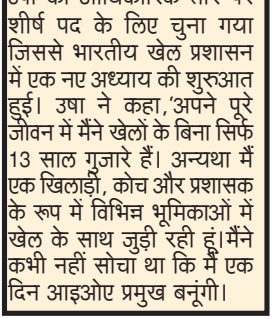 शीर्ष पद के लिए चुना गया
जिससे भारतीय खेल प्रशासन
में एक नए अध्याय की शुरुआत
हुई। उषा ने कहा,'अपने पूरे
जीवन में मैंने खेलों के बिना सिर्फ
13 साल गुजारे हैं। अन्यथा मैं
एक खिलाड़ी, कोच और प्रशासक
के रूप में विभिन्न भूमिकाओं में
खेल के साथ जुड़ी रही हूं।मैंने
कभी नहीं सोचा था कि मैं एक
दिन आइओए प्रमुख बनूंगी।